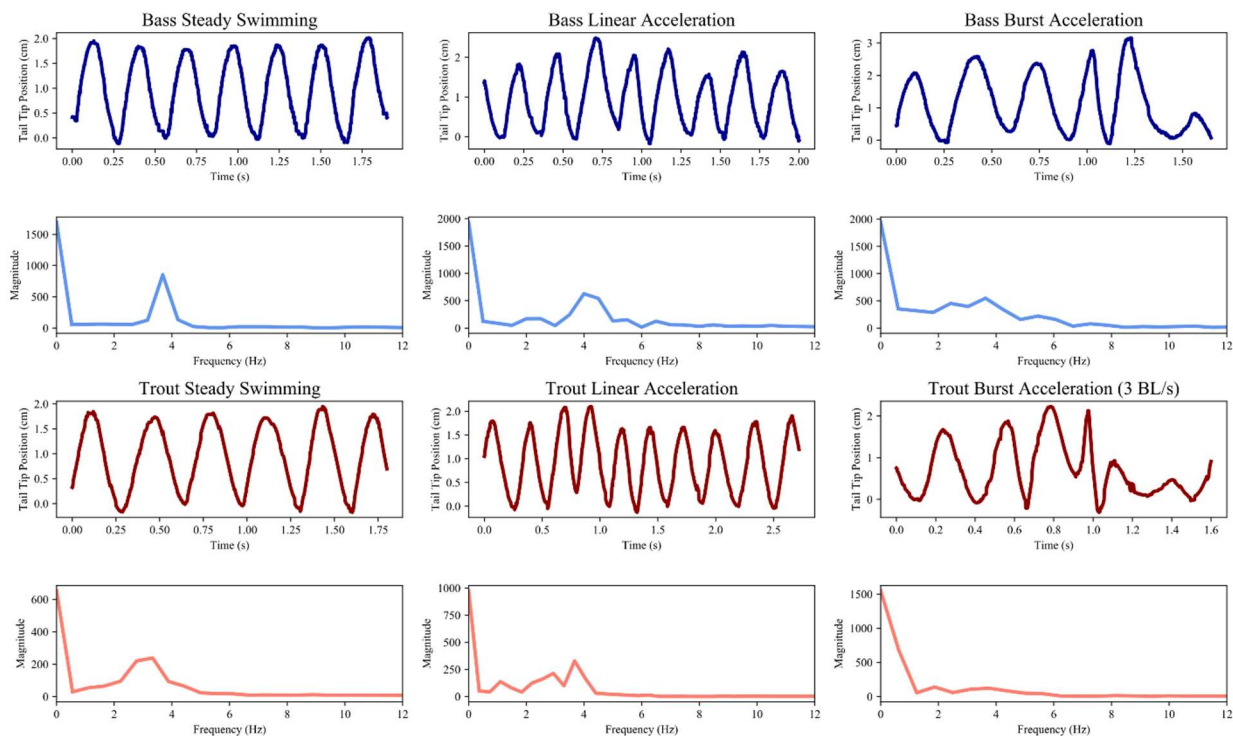 Bass Steady Swimming
Bass Linear Acceleration
Bass Burst Acceleration
Tail Tip Position (cm)
2.0
1.5
1.0
0.5
0.0
0.00 0.25 0.50 0.75 1.00 1.25 1.50 1.75
Time (s)
Tail Tip Position (cm)
2
1
0
0.00 0.25 0.50 0.75 1.00 1.25 1.50 1.75 2.00
Time (s)
Tail Tip Position (cm)
3
2
1
0
0.00 0.25 0.50 0.75 1.00 1.25 1.50
Time (s)
Magnitude
1500
1000
500
0
0 2 4 6 8 10 12
Frequency (Hz)
Magnitude
2000
1500
1000
500
0
0 2 4 6 8 10 12
Frequency (Hz)
Magnitude
2000
1500
1000
500
0
0 2 4 6 8 10 12
Frequency (Hz)
Trout Steady Swimming
Trout Linear Acceleration
Trout Burst Acceleration (3 BL/s)
Tail Tip Position (cm)
2.0
1.5
1.0
0.5
0.0
0.00 0.25 0.50 0.75 1.00 1.25 1.50 1.75
Time (s)
Tail Tip Position (cm)
2.0
1.5
1.0
0.5
0.0
0.0 0.5 1.0 1.5 2.0 2.5
Time (s)
Tail Tip Position (cm)
2
1
0
0.0 0.2 0.4 0.6 0.8 1.0 1.2 1.4 1.6
Time (s)
Magnitude
600
400
200
0
0 2 4 6 8 10 12
Frequency (Hz)
Magnitude
1000
750
500
250
0
0 2 4 6 8 10 12
Frequency (Hz)
Magnitude
1500
1000
500
0
0 2 4 6 8 10 12
Frequency (Hz)